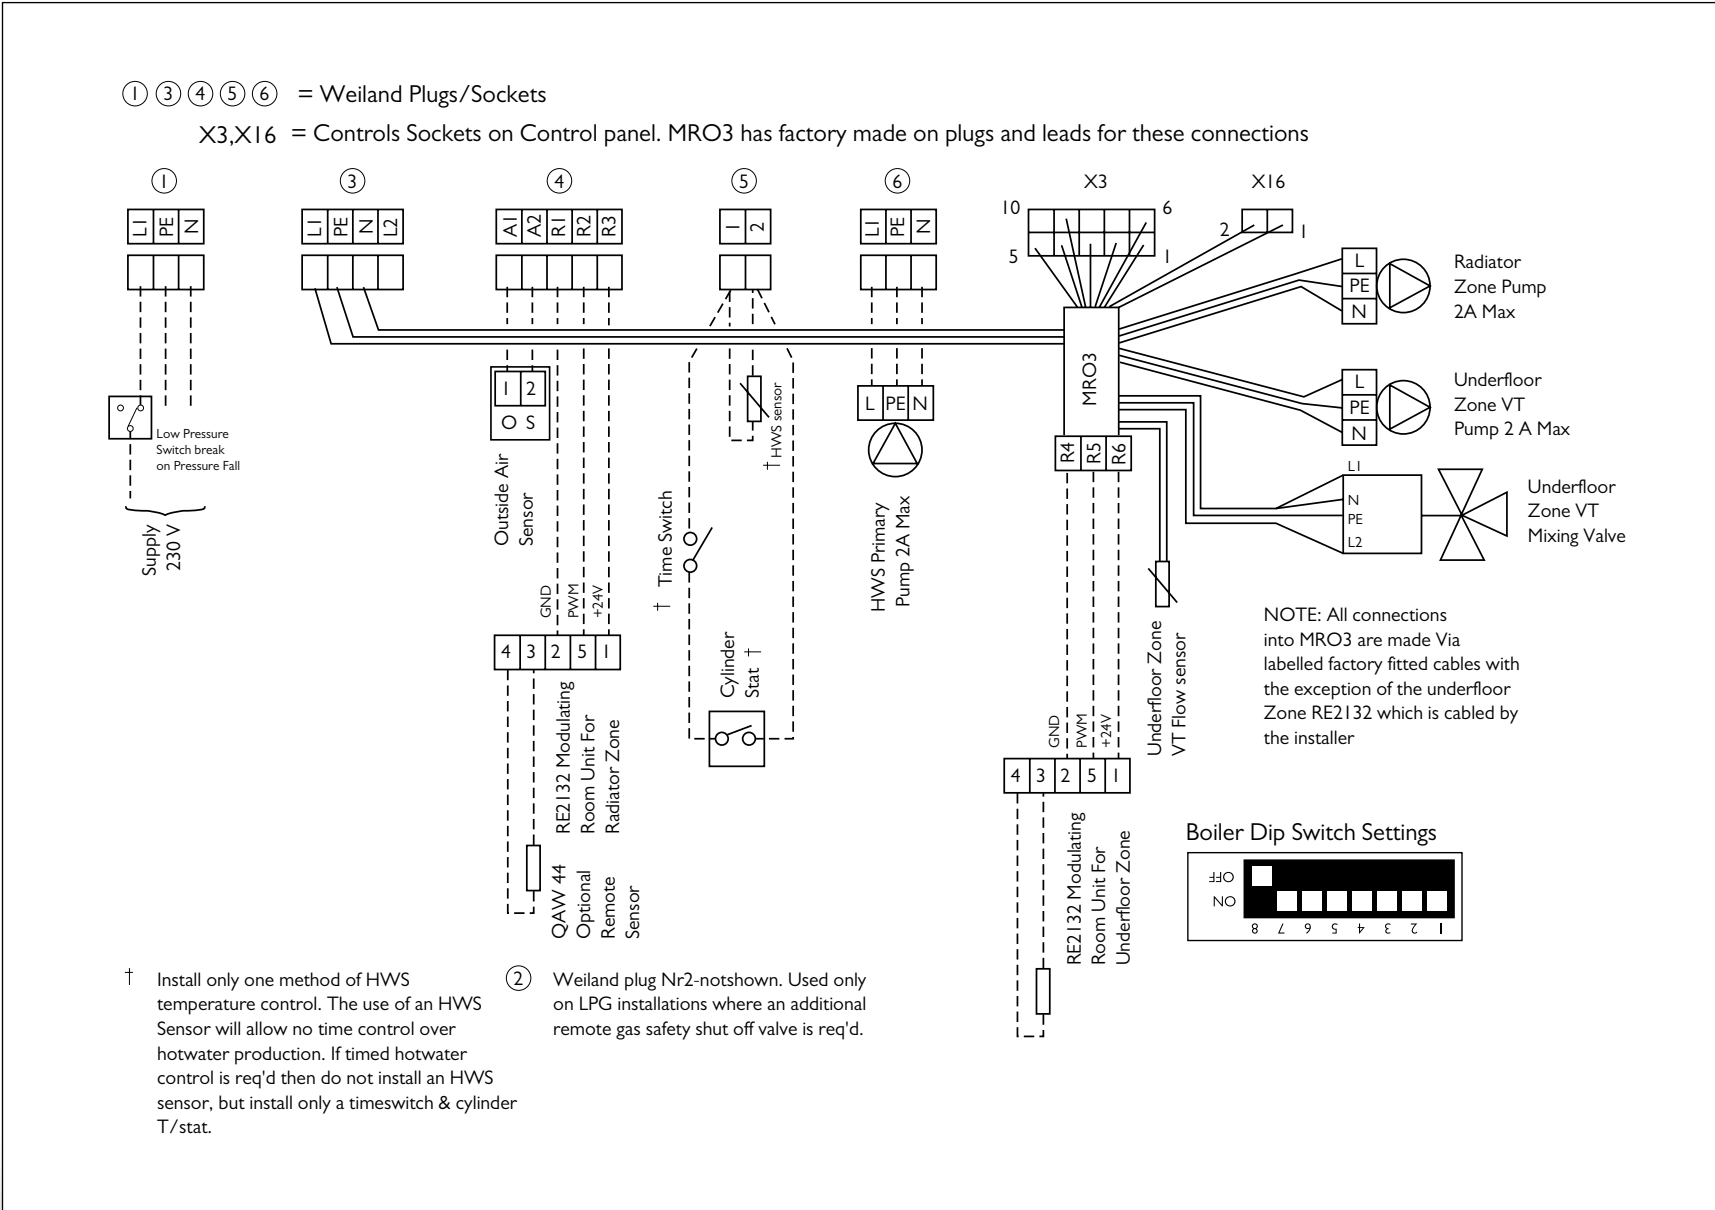 1 3 4 5 6 = Weiland Plugs/Sockets
X3,X16 = Controls Sockets on Control panel. MRO3 has factory made on plugs and leads for these connections
1 3 4 5 6 X3 X16
L1 PE N
L1 PE N L2
A1 A2 R1 R2 R3
1 2
L1 PE N
10 6
5 1
2 1
L
PE
N
Radiator
Zone Pump
2A Max
MRO3
L
PE
N
Underfloor
Zone VT
Pump 2 A Max
1 2
O S
Outside Air
Sensor
† HWS sensor
L PE N
HWS Primary
Pump 2A Max
R4 R5 R6
L1
N
PE
L2
Underfloor
Zone VT
Mixing Valve
Low Pressure
Switch break
on Pressure Fall
Supply
230 V
† Time Switch
Cylinder
Stat †
GND
PWM
+24V
4 3 2 5 1
RE2132 Modulating
Room Unit For
Radiator Zone
QAW 44
Optional
Remote
Sensor
Underfloor Zone
VT Flow sensor
GND
PWM
+24V
4 3 2 5 1
RE2132 Modulating
Room Unit For
Underfloor Zone
NOTE: All connections
into MRO3 are made Via
labelled factory fitted cables with
the exception of the underfloor
Zone RE2132 which is cabled by
the installer
Boiler Dip Switch Settings
OFF
ON
8 7 6 5 4 3 2 1
† Install only one method of HWS
temperature control. The use of an HWS
Sensor will allow no time control over
hotwater production. If timed hotwater
control is req'd then do not install an HWS
sensor, but install only a timeswitch & cylinder
T/stat.
2 Weiland plug Nr2-notshown. Used only
on LPG installations where an additional
remote gas safety shut off valve is req'd.